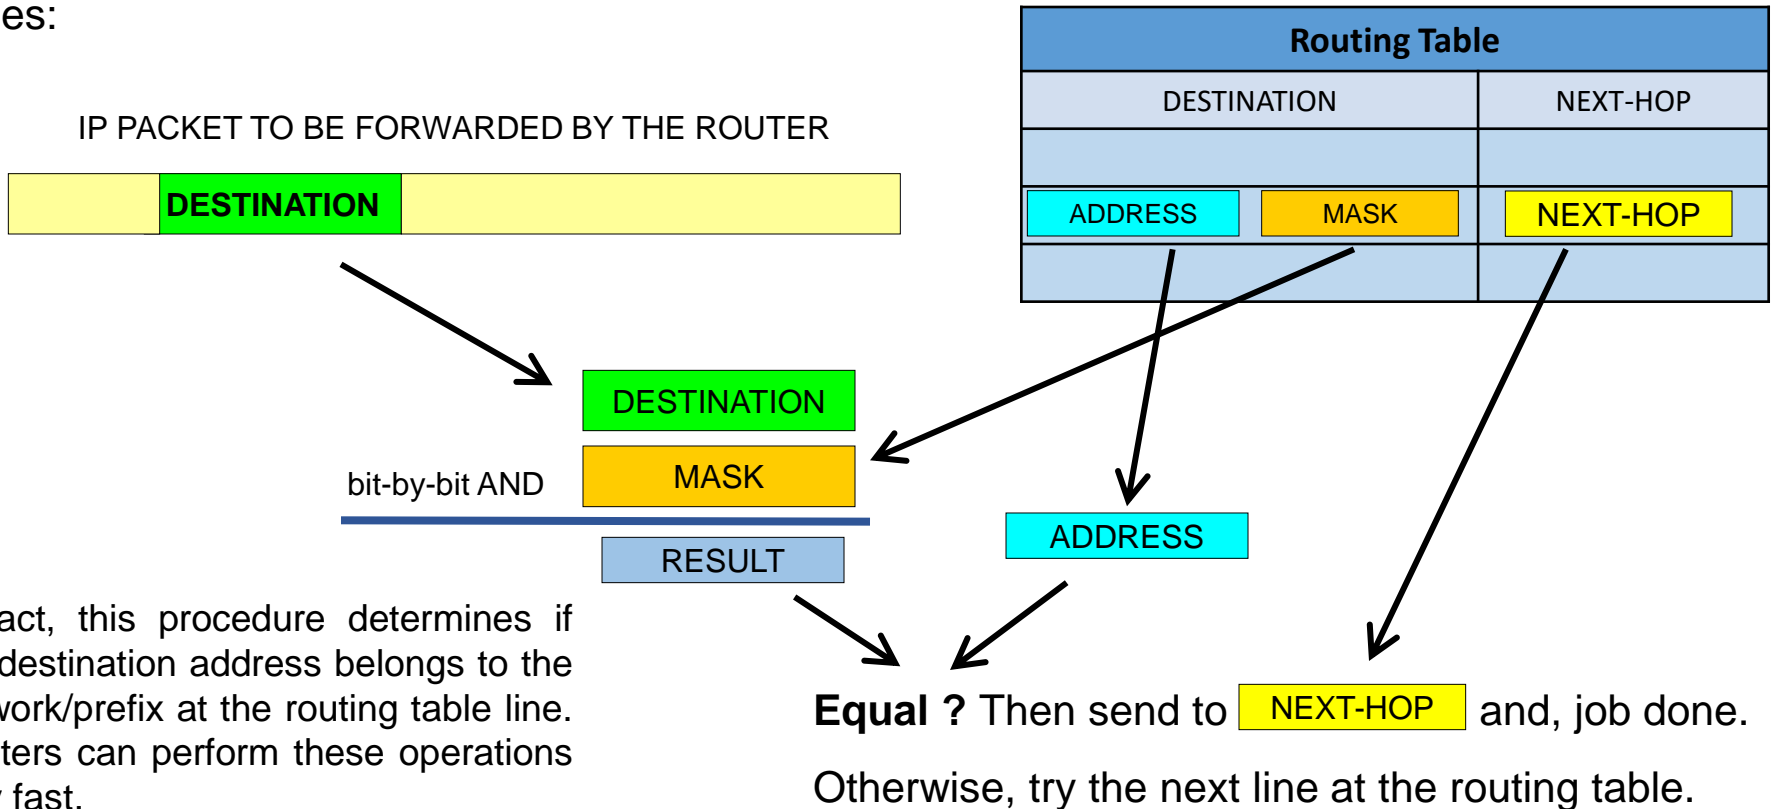 es:
Routing Table
DESTINATION NEXT-HOP
IP PACKET TO BE FORWARDED BY THE ROUTER
DESTINATION
ADDRESS MASK NEXT-HOP
DESTINATION
bit-by-bit AND MASK
ADDRESS
RESULT
act, this procedure determines if
destination address belongs to the
work/prefix at the routing table line.
ters can perform these operations
fast.
Equal ? Then send to NEXT-HOP and, job done.
Otherwise, try the next line at the routing table.